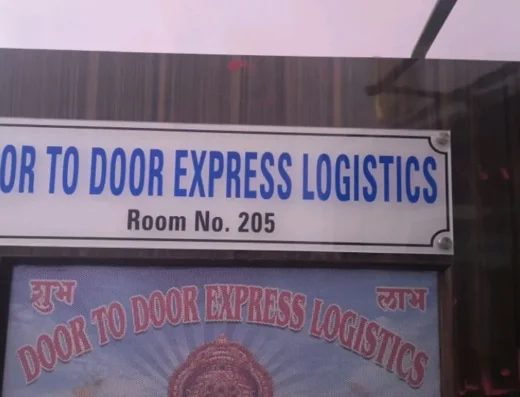 OR TO DOOR EXPRESS LOGISTICS
Room No. 205
शुभ लाभ
DOOR TO DOOR EXPRESS LOGISTICS